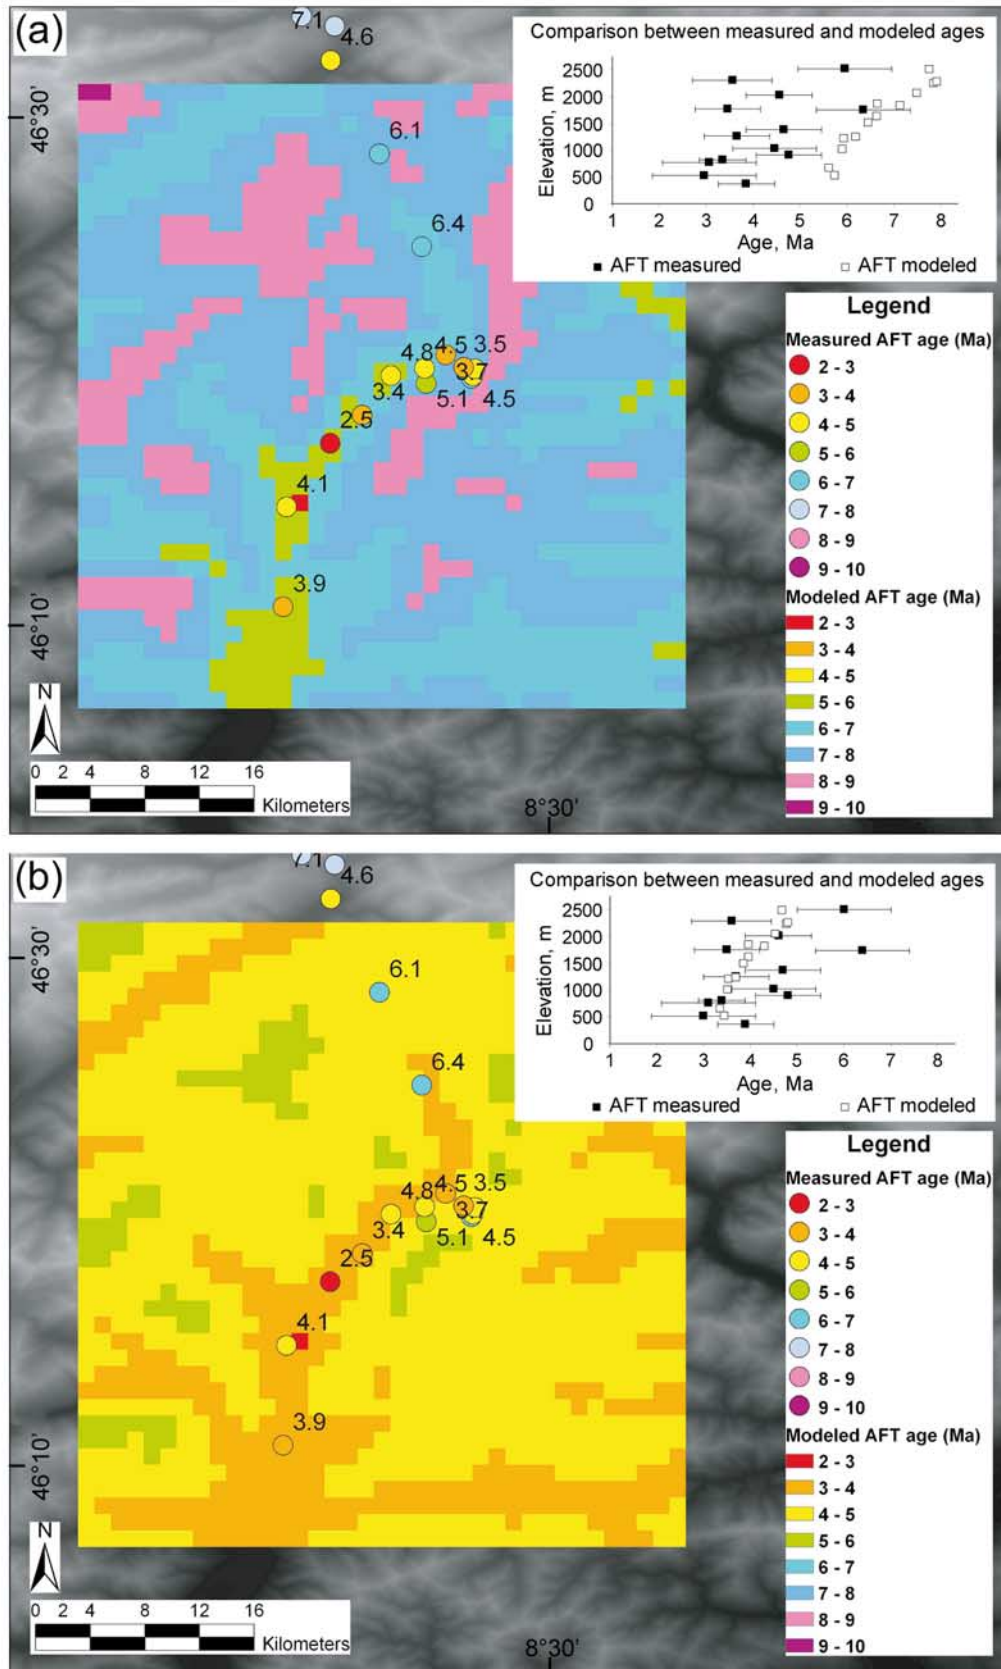 (a)
7.1
4.6
46°30'
6.1
6.4
4.8
4.5
3.5
3.7
3.4
5.1
4.5
2.5
4.1
3.9
46°10'
N
0 2 4 8 12 16
Kilometers
8°30'
Comparison between measured and modeled ages
Elevation, m
2500
2000
1500
1000
500
0
1 2 3 4 5 6 7 8
Age, Ma
AFT measured
AFT modeled
Legend
Measured AFT age (Ma)
2 - 3
3 - 4
4 - 5
5 - 6
6 - 7
7 - 8
8 - 9
9 - 10
Modeled AFT age (Ma)
2 - 3
3 - 4
4 - 5
5 - 6
6 - 7
7 - 8
8 - 9
9 - 10
(b)
7.1
4.6
46°30'
6.1
6.4
4.8
4.5
3.5
3.7
3.4
5.1
4.5
2.5
4.1
3.9
46°10'
N
0 2 4 8 12 16
Kilometers
8°30'
Comparison between measured and modeled ages
Elevation, m
2500
2000
1500
1000
500
0
1 2 3 4 5 6 7 8
Age, Ma
AFT measured
AFT modeled
Legend
Measured AFT age (Ma)
2 - 3
3 - 4
4 - 5
5 - 6
6 - 7
7 - 8
8 - 9
9 - 10
Modeled AFT age (Ma)
2 - 3
3 - 4
4 - 5
5 - 6
6 - 7
7 - 8
8 - 9
9 - 10